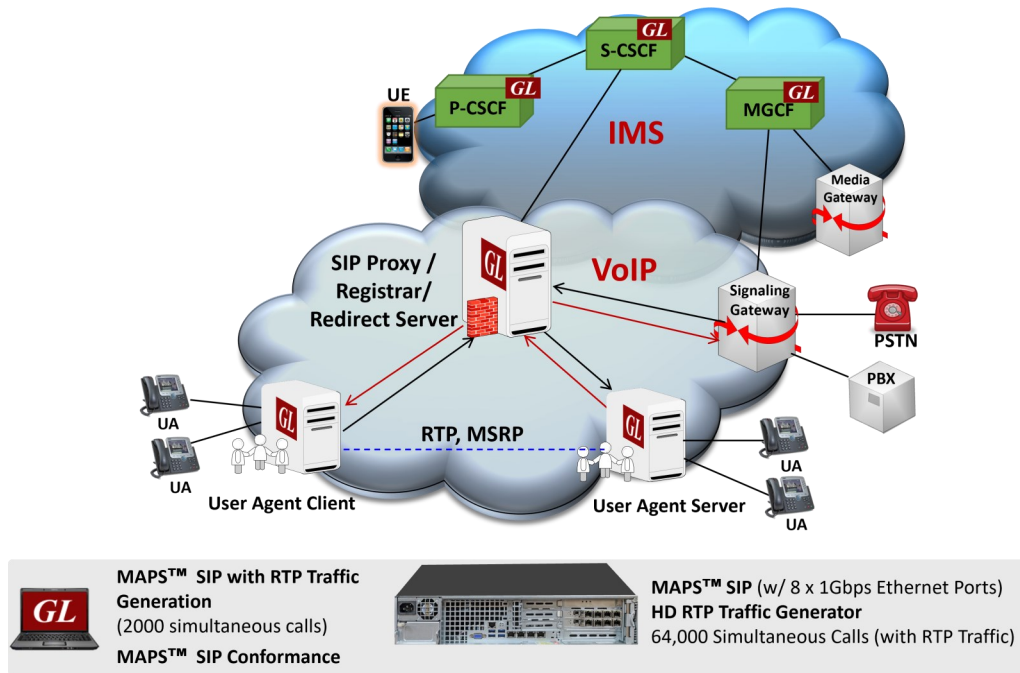 GL
S-CSCF
GL
P-CSCF
GL
MGCF
UE
IMS
Media
Gateway
SIP Proxy /
Registrar/
Redirect Server
GL
VoIP
Signaling
Gateway
PSTN
PBX
UA
UA
GL
RTP, MSRP
GL
UA
UA
User Agent Client
User Agent Server
GL
MAPS™ SIP with RTP Traffic
Generation
(2000 simultaneous calls)
MAPS™ SIP Conformance
MAPS™ SIP (w/ 8 x 1Gbps Ethernet Ports)
HD RTP Traffic Generator
64,000 Simultaneous Calls (with RTP Traffic)